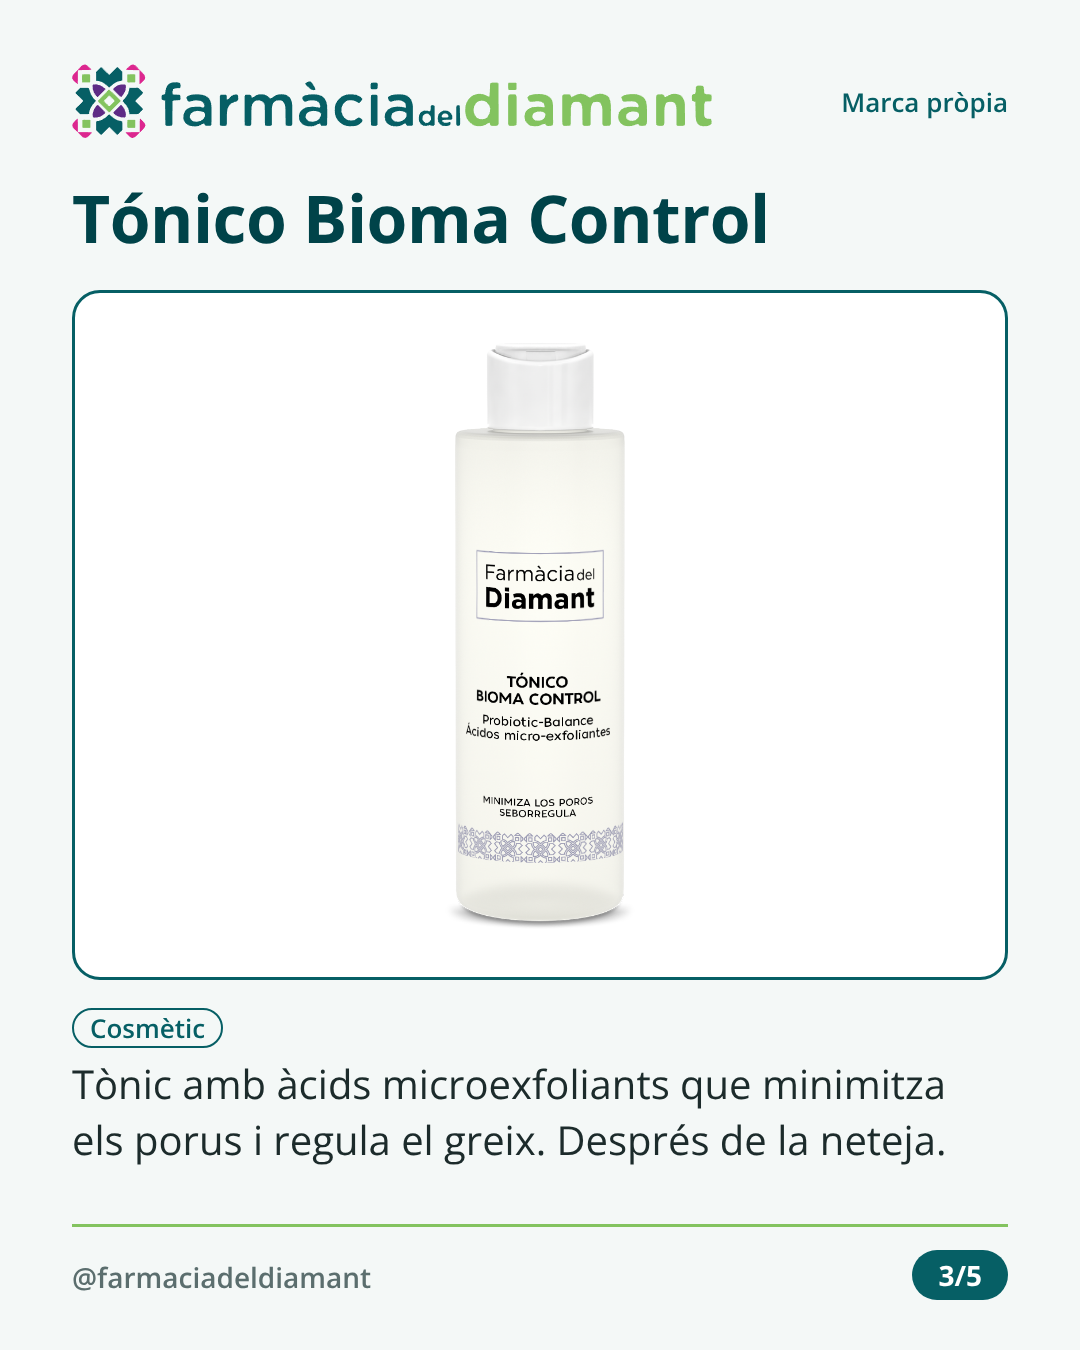 farmàciadeldiamant
Marca pròpia
Tónico Bioma Control
Farmàcia del
Diamant
TÓNICO
BIOMA CONTROL
Probiotic-Balance
Ácidos micro-exfoliantes
MINIMIZA LOS POROS
SEBORREGULA
Cosmètic
Tònic amb àcids microexfoliants que minimitza
els porus i regula el greix. Després de la neteja.
@farmaciadeldiamant
3/5